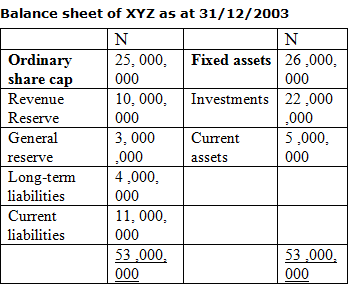 Balance sheet of XYZ as at 31/12/2003
N N
Ordinary share cap 25, 000, 000 Fixed assets 26 ,000, 000
Revenue Reserve 10, 000, 000 Investments 22 ,000 ,000
General reserve 3, 000 ,000 Current assets 5 ,000, 000
Long-term liabilities 4 ,000, 000
Current liabilities 11, 000, 000
53 ,000, 000 53 ,000, 000